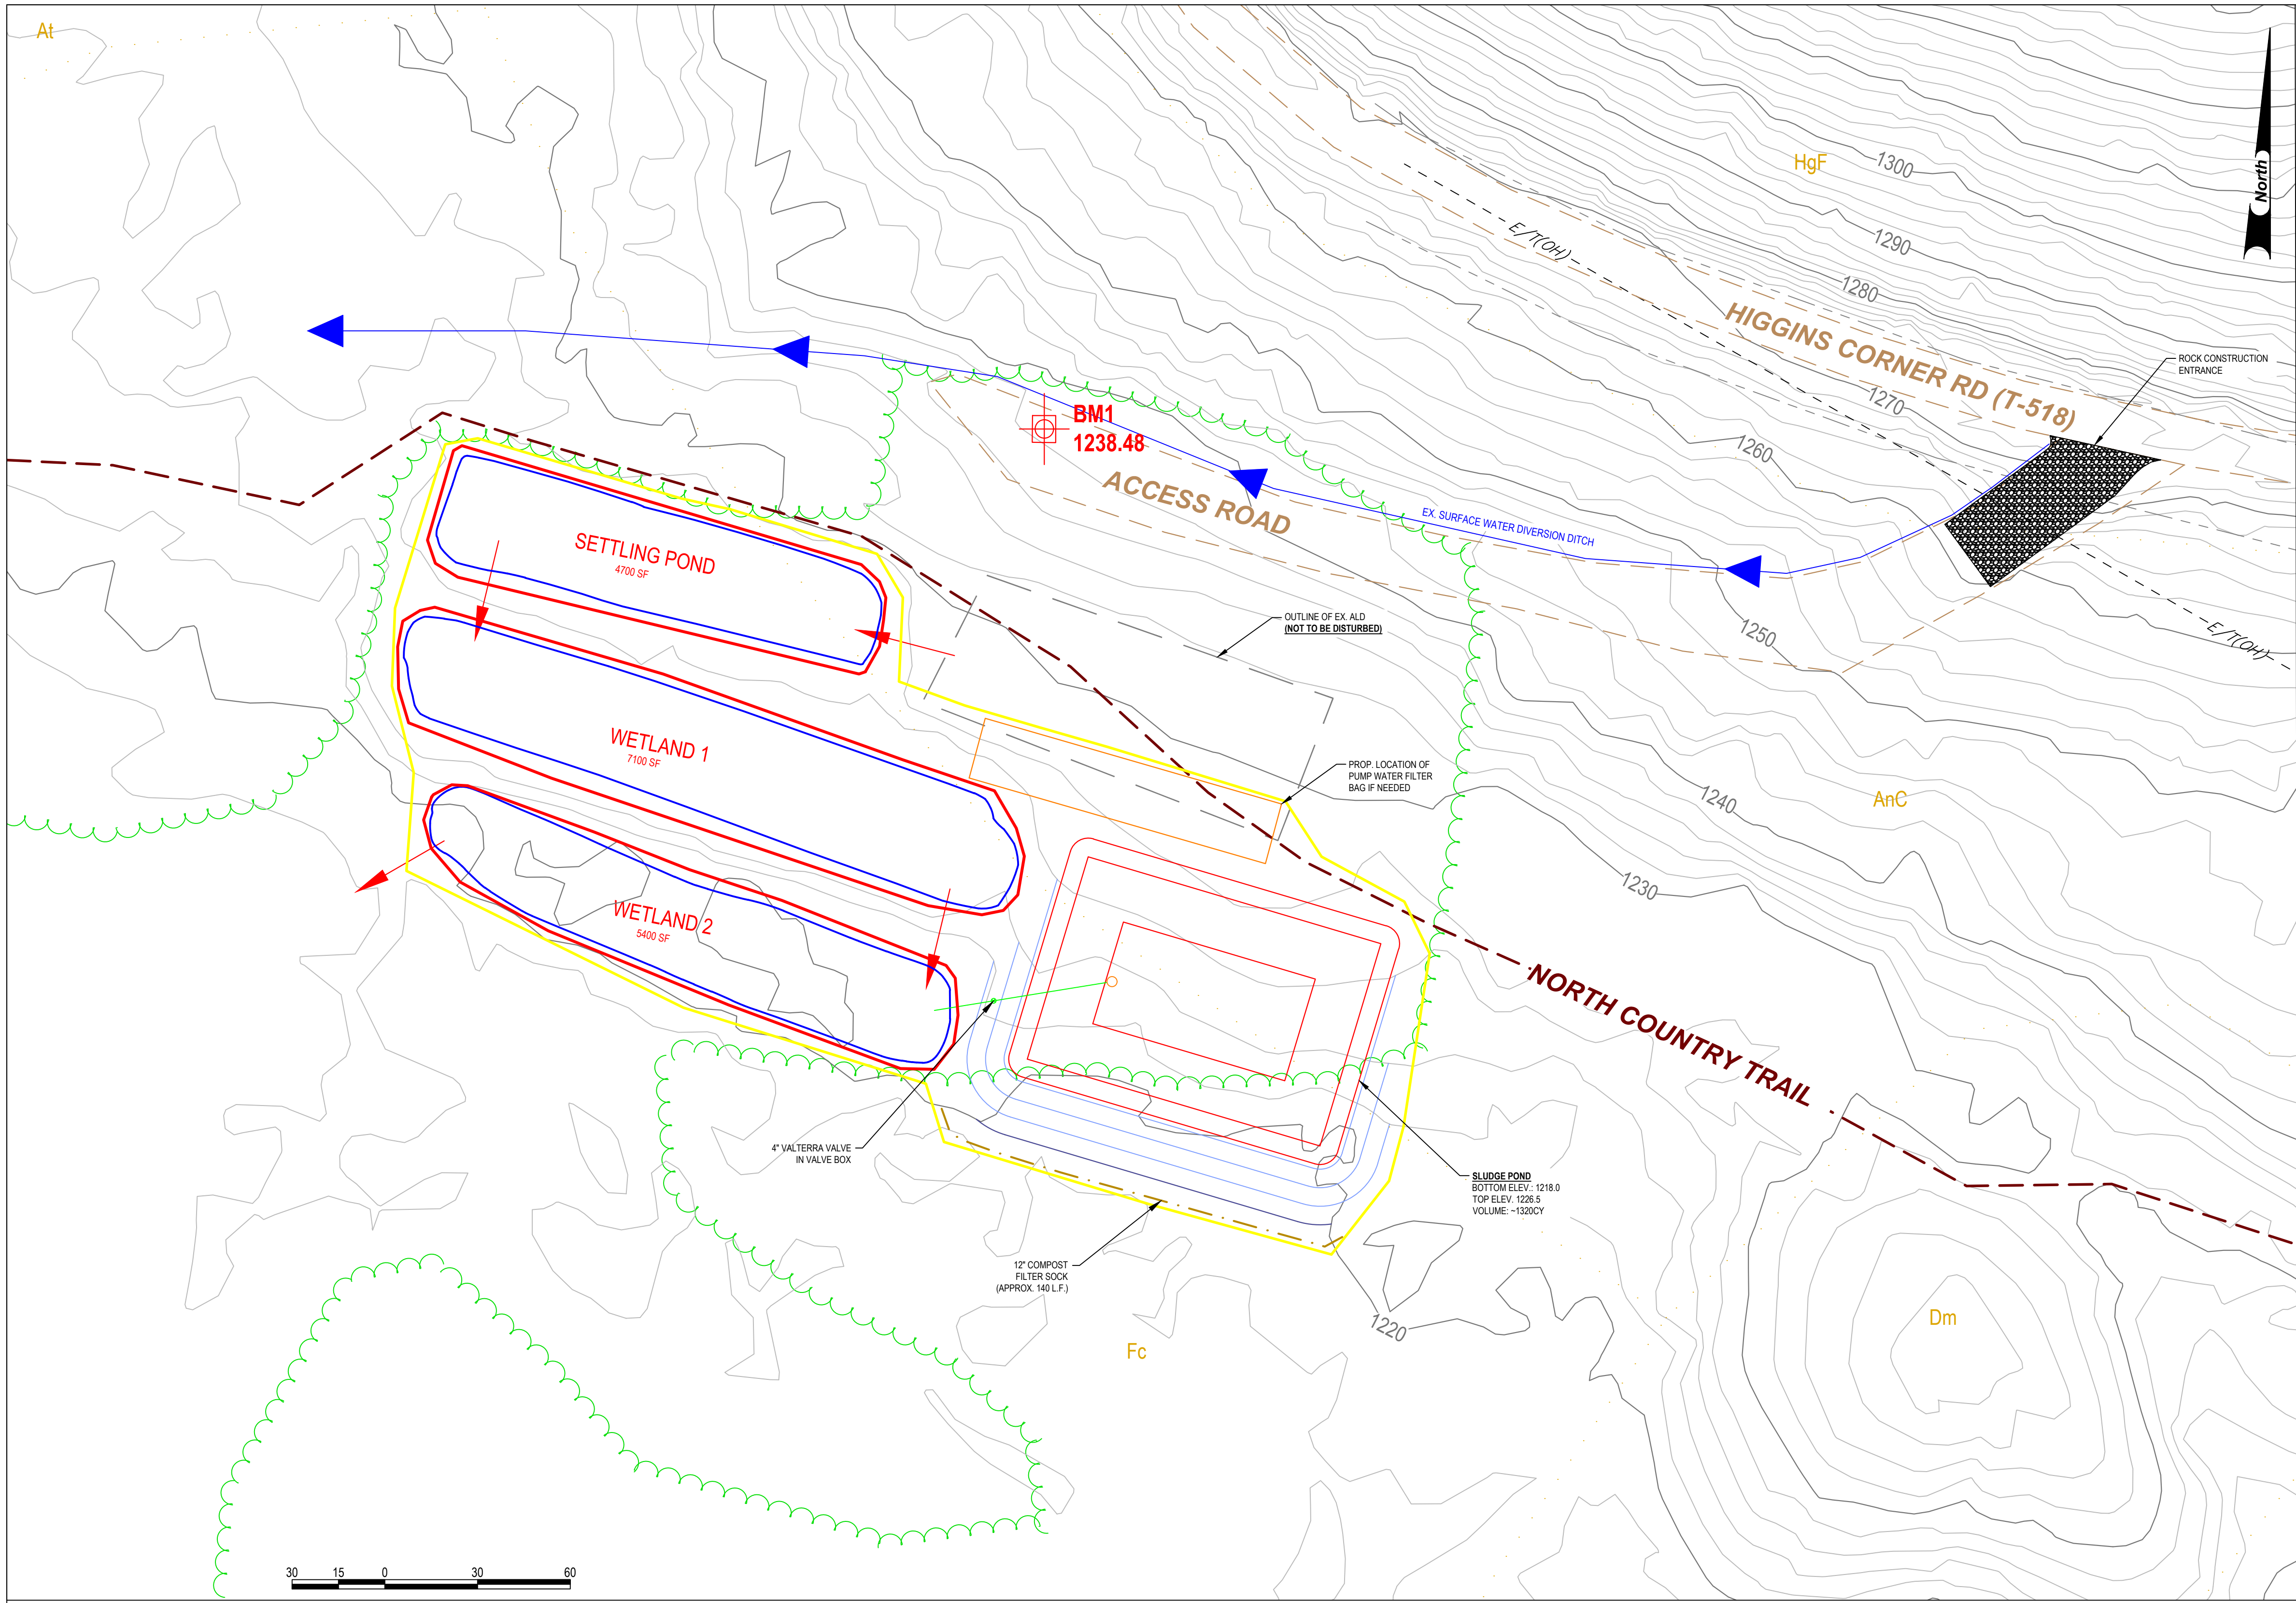 At
HgF
1300
North
1290
E/T(OH)
1280
HIGGINS CORNER RD (T-518)
ROCK CONSTRUCTION
ENTRANCE
1270
BM1
1238.48
1260
ACCESS ROAD
EX. SURFACE WATER DIVERSION DITCH
SETTLING POND
4700 SF
OUTLINE OF EX. ALD
(NOT TO BE DISTURBED)
1250
E/T(OH)
WETLAND 1
7100 SF
PROP. LOCATION OF
PUMP WATER FILTER
BAG IF NEEDED
1240
AnC
1230
WETLAND 2
5400 SF
NORTH COUNTRY TRAIL
4" VALTERRA VALVE
IN VALVE BOX
SLUDGE POND
BOTTOM ELEV.: 1218.0
TOP ELEV. 1226.5
VOLUME: ~1320CY
12" COMPOST
FILTER SOCK
(APPROX. 140 L.F.)
1220
Dm
Fc
30 15 0 30 60